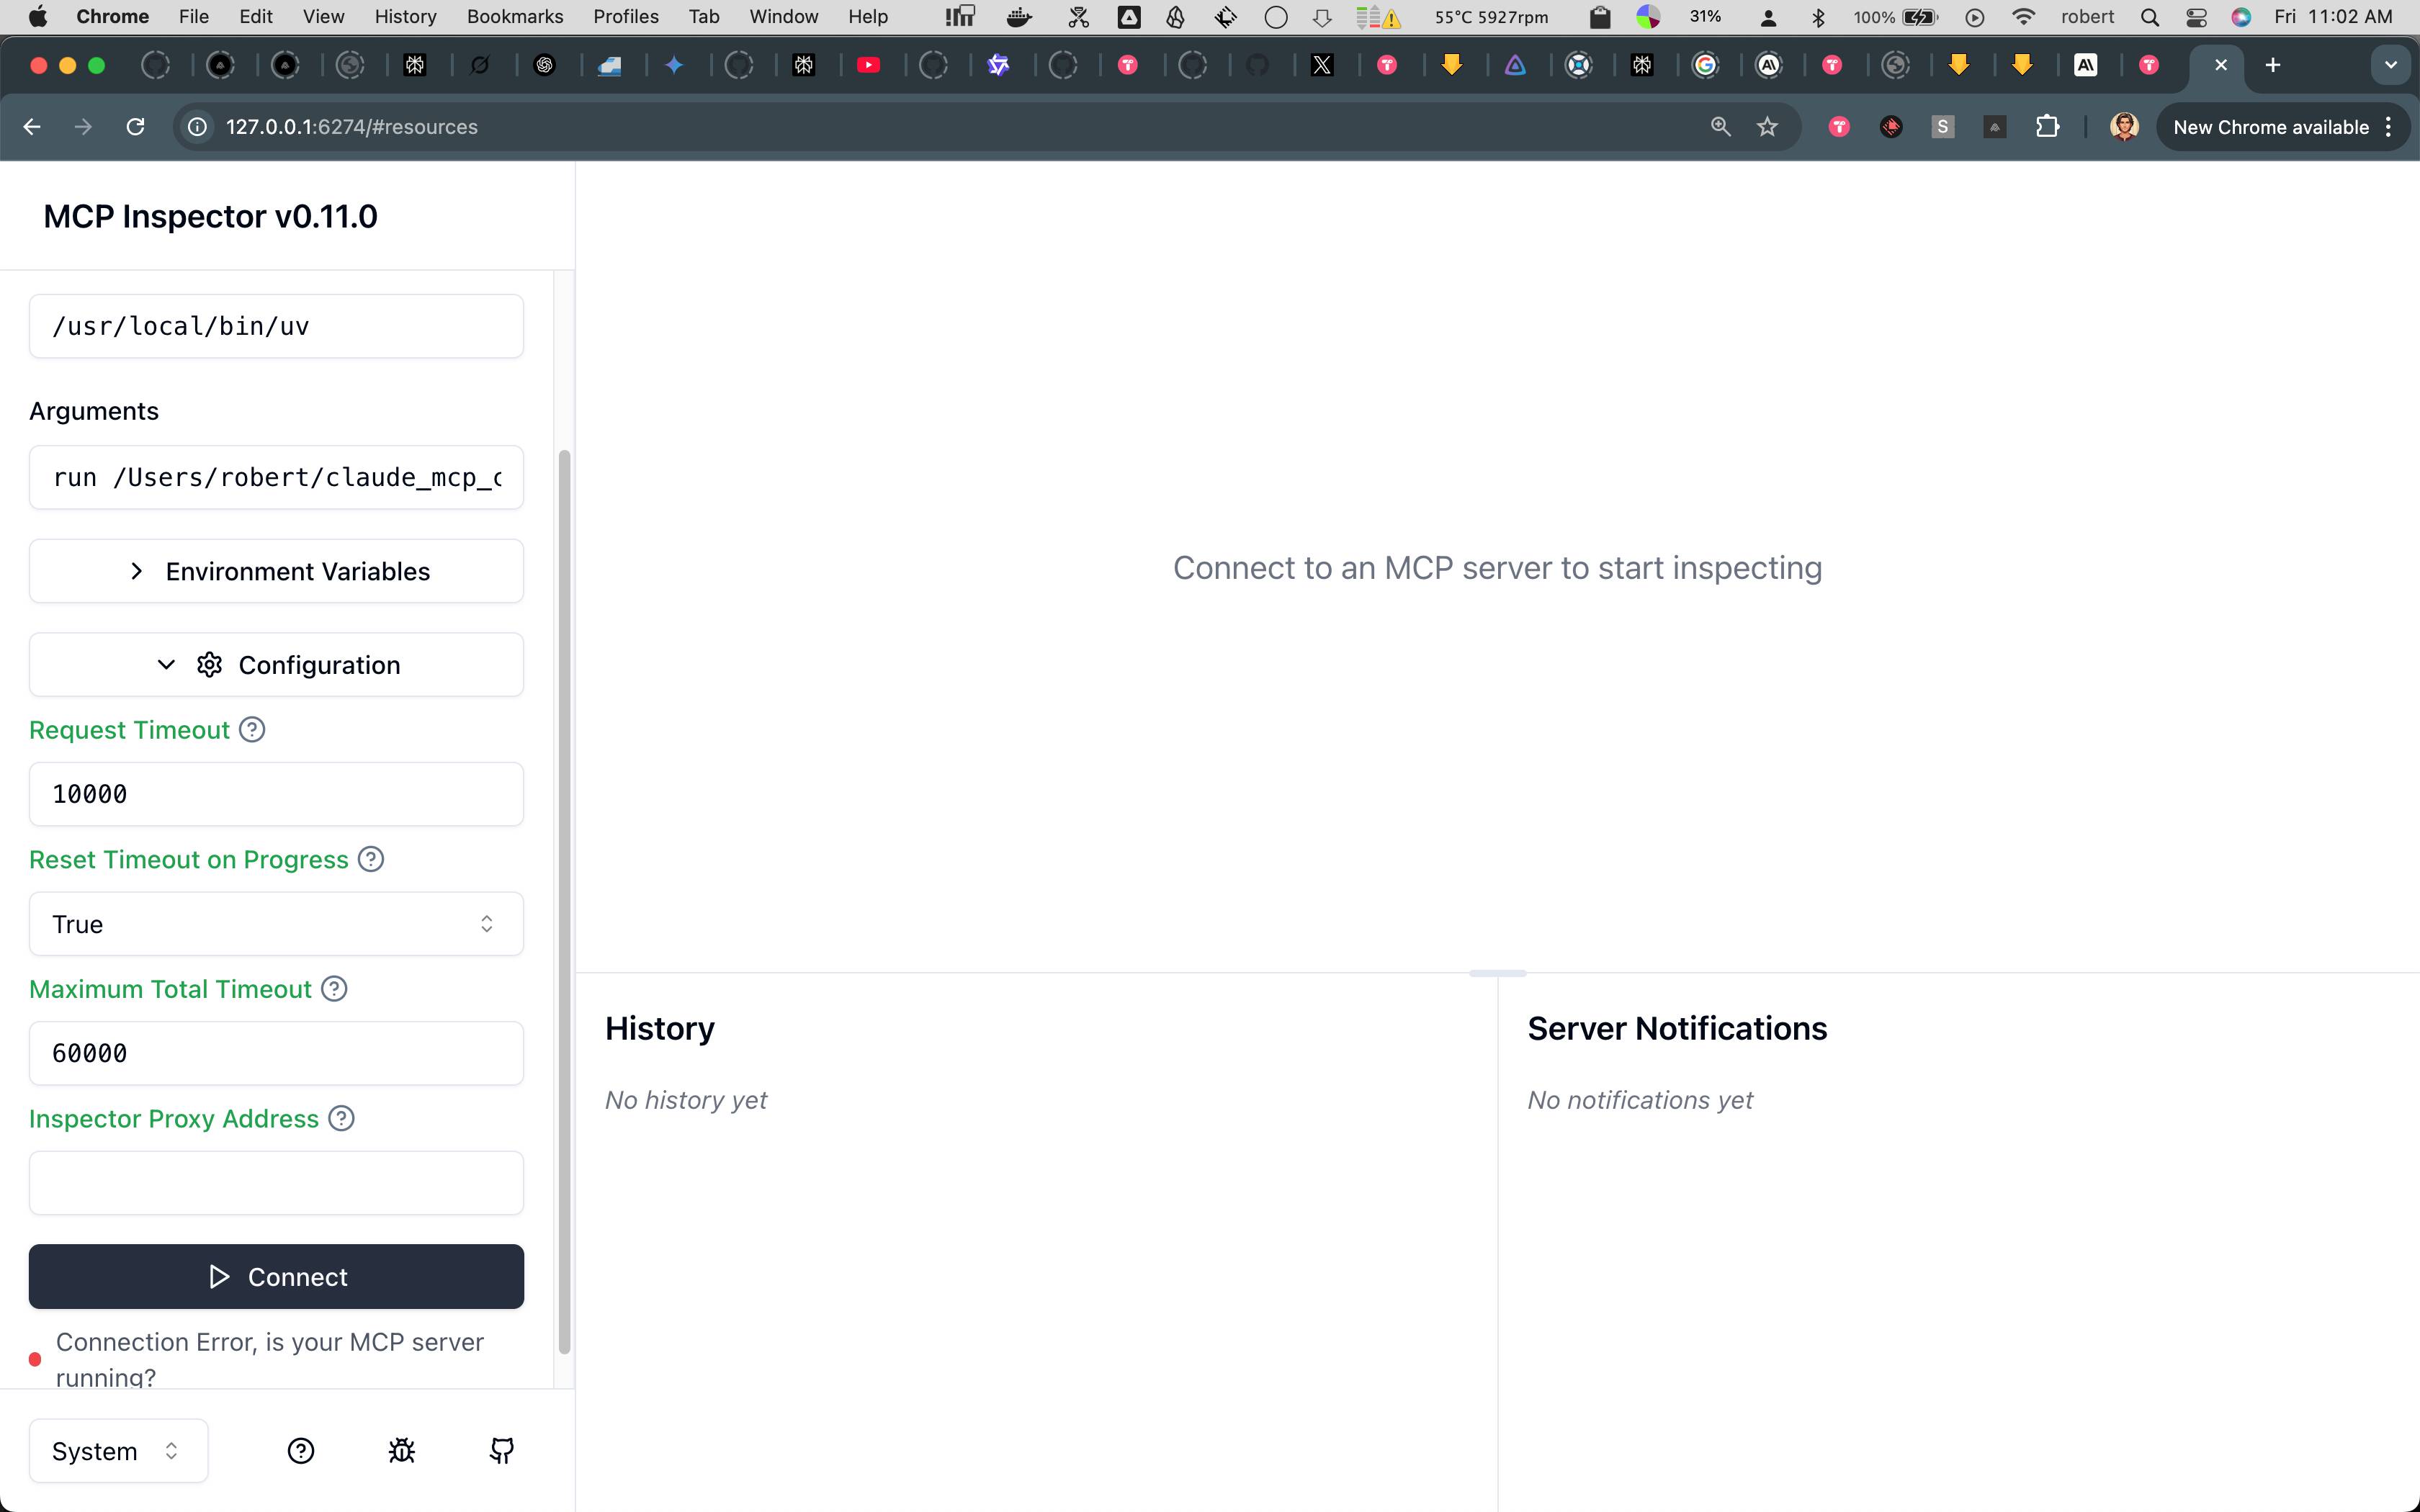 Chrome File Edit View History Bookmarks Profiles Tab Window Help 55°C 5927rpm 31% 100% robert Fri 11:02 AM
127.0.0.1:6274/#resources
New Chrome available
MCP Inspector v0.11.0
/usr/local/bin/uv
Arguments
run /Users/robert/claude_mcp_c
Environment Variables
Configuration
Request Timeout
10000
Reset Timeout on Progress
True
Maximum Total Timeout
60000
Inspector Proxy Address
Connect
Connection Error, is your MCP server
running?
System
Connect to an MCP server to start inspecting
History
No history yet
Server Notifications
No notifications yet